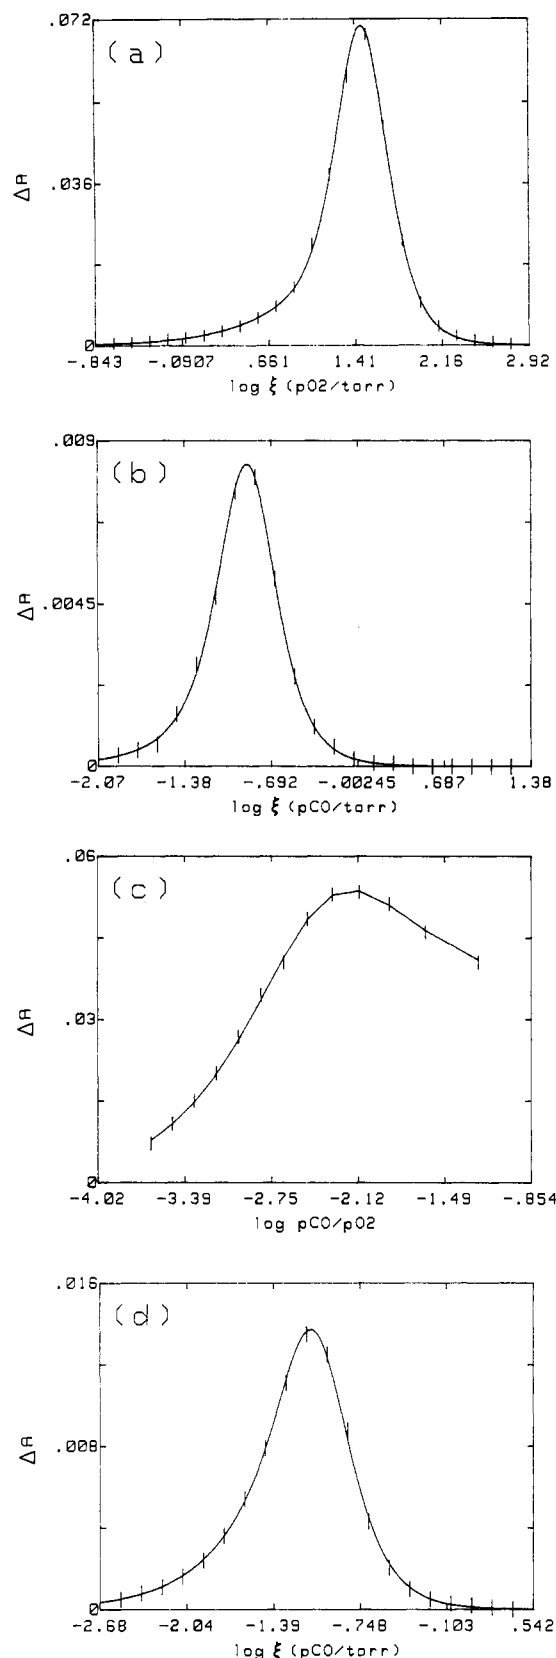 (a)
.072
.036
0
ΔA
-.843 -.0907 .661 1.41 2.16 2.92
log ξ (pO2/torr)
(b)
.009
.0045
0
ΔA
-2.07 -1.38 -.692 -.00245 .687 1.38
log ξ (pCO/torr)
(c)
.06
.03
0
ΔA
-4.02 -3.39 -2.75 -2.12 -1.49 -.854
log pCO/pO2
(d)
.016
.008
0
ΔA
-2.68 -2.04 -1.39 -.748 -.103 .542
log ξ (pCO/torr)